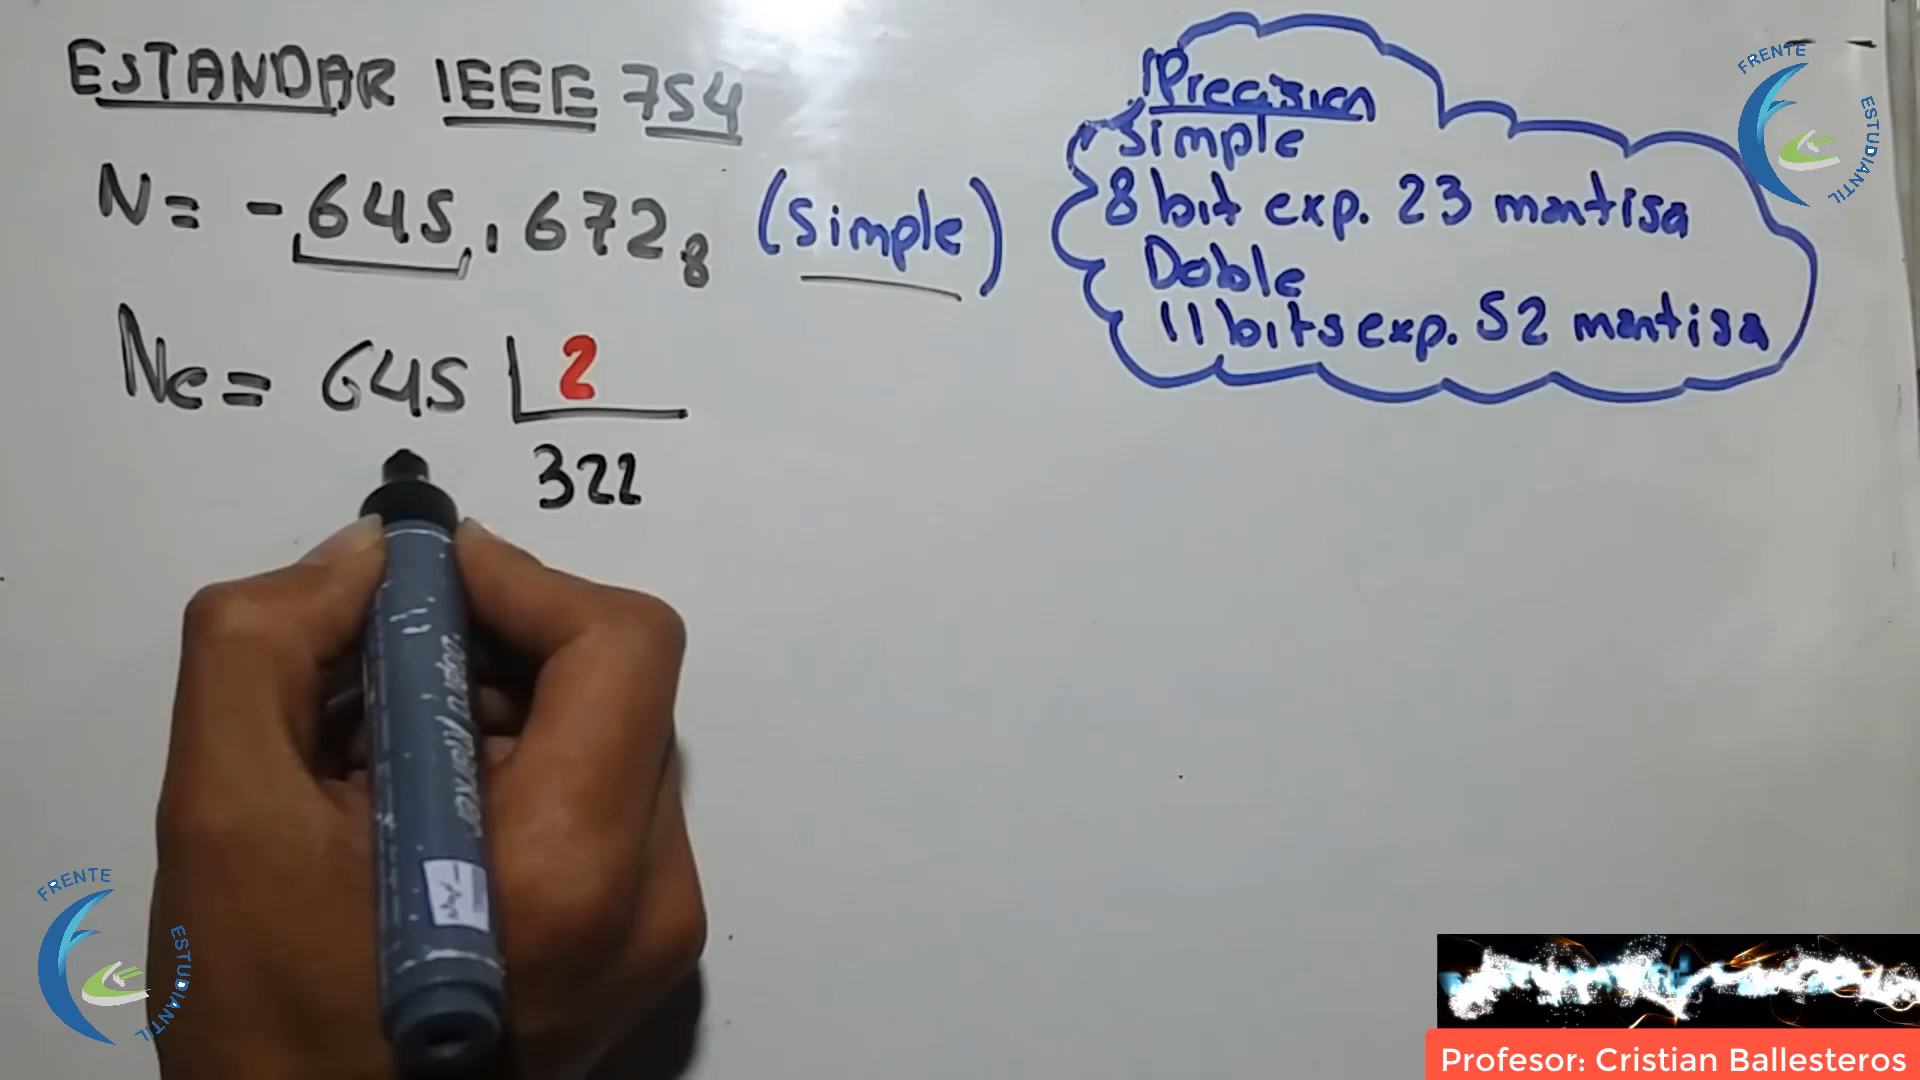 ESTANDAR IEEE 754
N= -645,672₈ (simple)
Ne= 645 2
322
Precision
simple
8 bit exp. 23 mantisa
Doble
11 bits exp. 52 mantisa
FRENTE
ESTUDIANTIL
FRENTE
ESTUDIANTIL
Profesor: Cristian Ballesteros